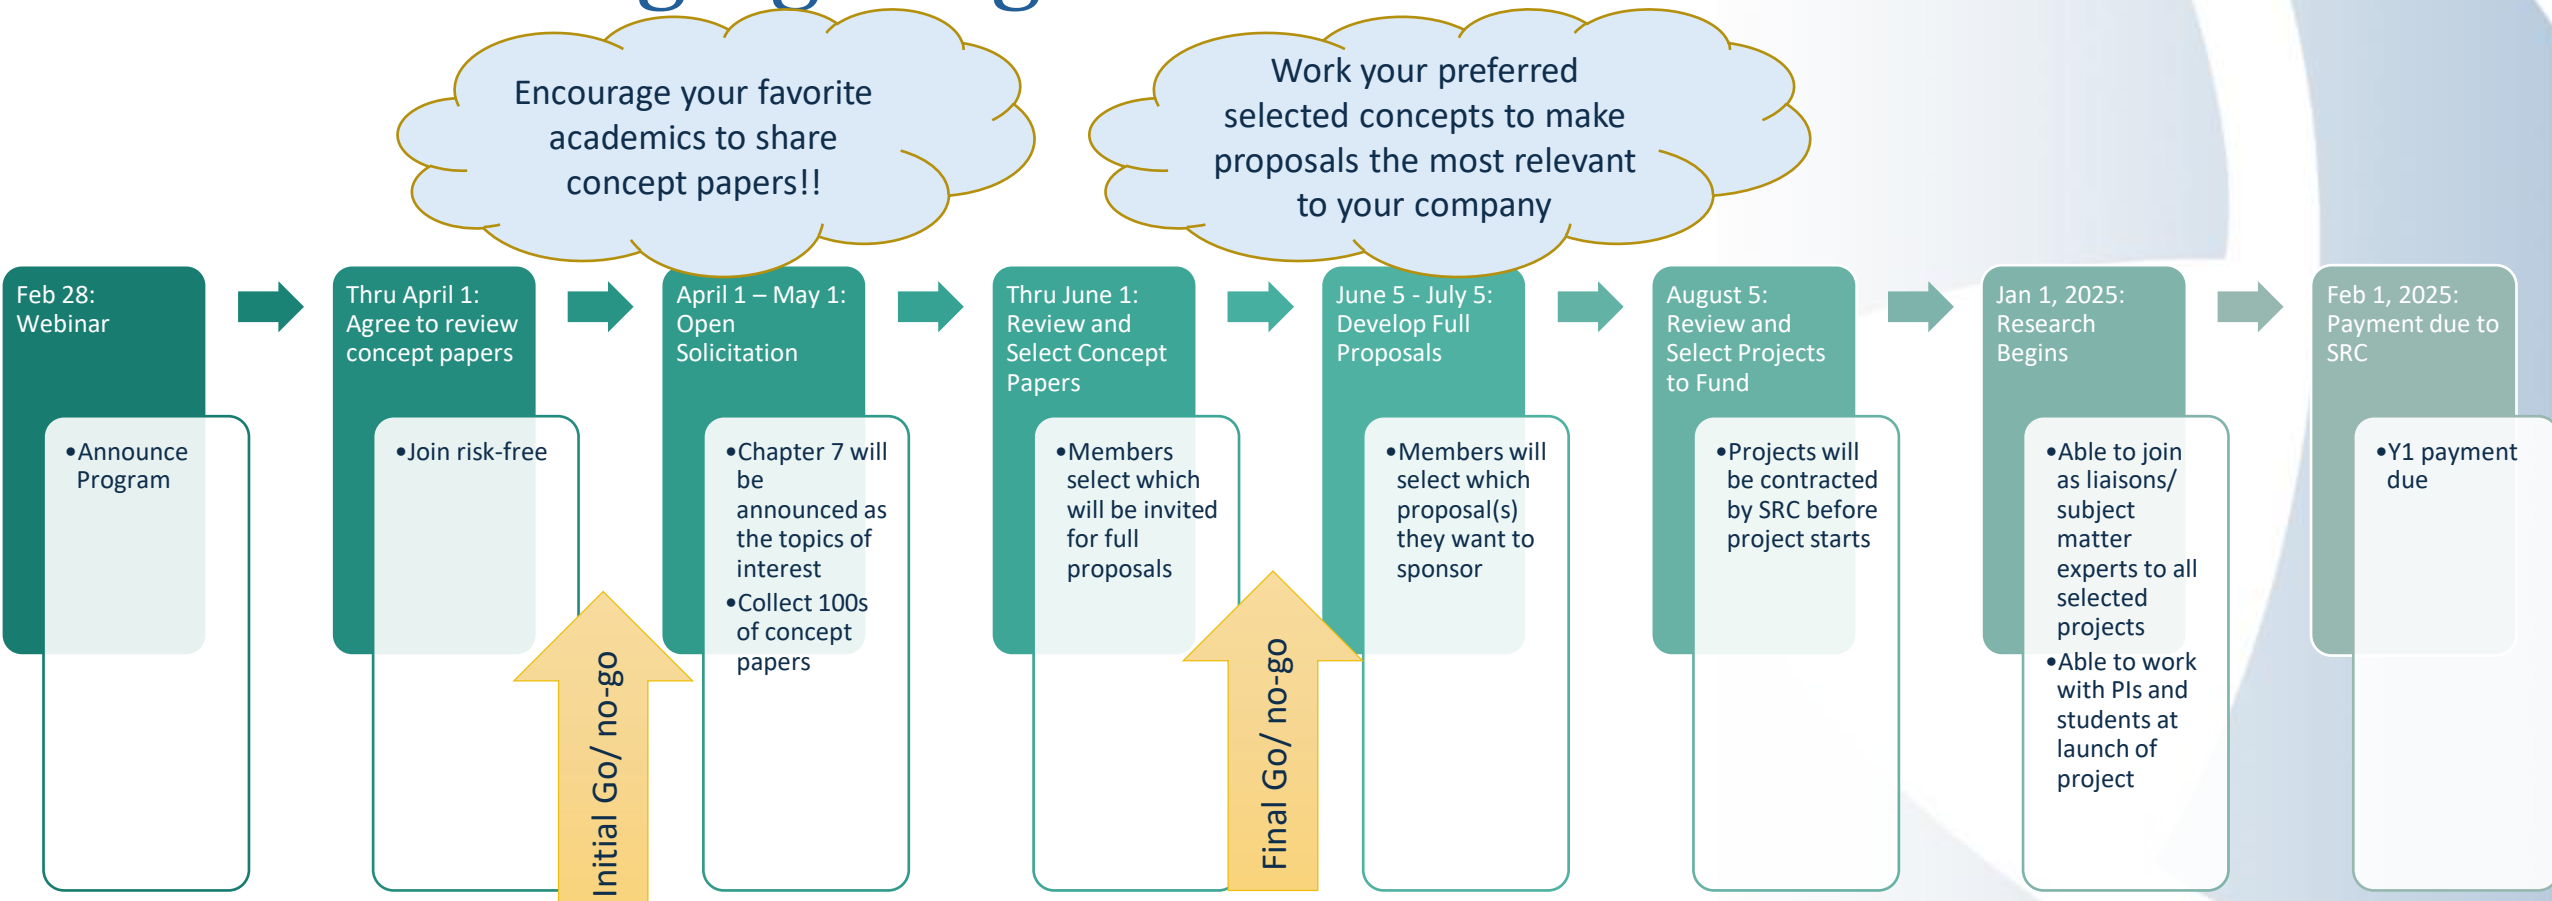 Encourage your favorite
academics to share
concept papers!!
Work your preferred
selected concepts to make
proposals the most relevant
to your company
Feb 28:
Webinar
•Announce
Program
Thru April 1:
Agree to review
concept papers
•Join risk-free
Initial Go/ no-go
April 1 – May 1:
Open
Solicitation
•Chapter 7 will
be
announced as
the topics of
interest
•Collect 100s
of concept
papers
Thru June 1:
Review and
Select Concept
Papers
•Members
select which
will be invited
for full
proposals
Final Go/ no-go
June 5 - July 5:
Develop Full
Proposals
•Members will
select which
proposal(s)
they want to
sponsor
August 5:
Review and
Select Projects
to Fund
•Projects will
be contracted
by SRC before
project starts
Jan 1, 2025:
Research
Begins
•Able to join
as liaisons/
subject
matter
experts to all
selected
projects
•Able to work
with PIs and
students at
launch of
project
Feb 1, 2025:
Payment due to
SRC
•Y1 payment
due